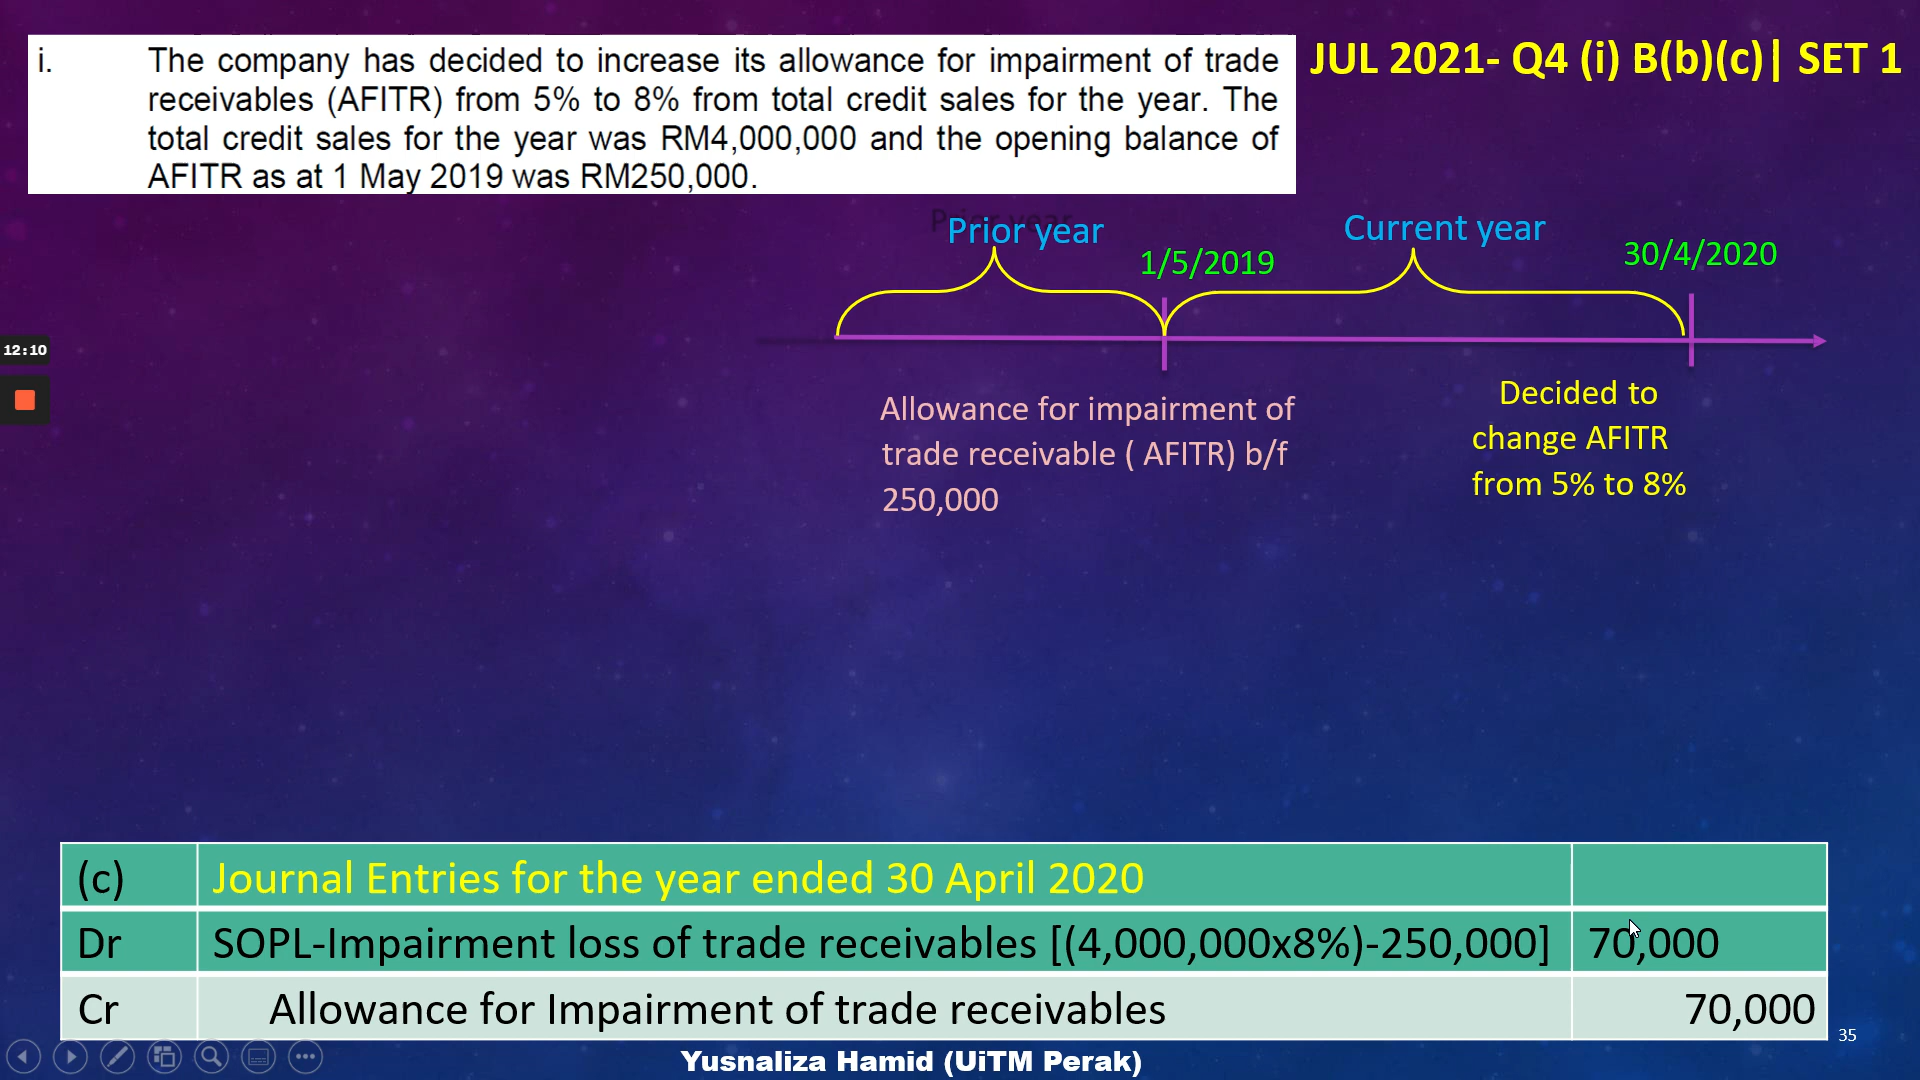 i. The company has decided to increase its allowance for impairment of trade
receivables (AFITR) from 5% to 8% from total credit sales for the year. The
total credit sales for the year was RM4,000,000 and the opening balance of
AFITR as at 1 May 2019 was RM250,000.
JUL 2021- Q4 (i) B(b)(c)| SET 1
Prior year
Prior year
Current year
1/5/2019
30/4/2020
12:10
Allowance for impairment of
trade receivable ( AFITR) b/f
250,000
Decided to
change AFITR
from 5% to 8%
(c) Journal Entries for the year ended 30 April 2020
Dr SOPL-Impairment loss of trade receivables [(4,000,000x8%)-250,000] 70,000
Cr Allowance for Impairment of trade receivables 70,000
35
Yusnaliza Hamid (UiTM Perak)